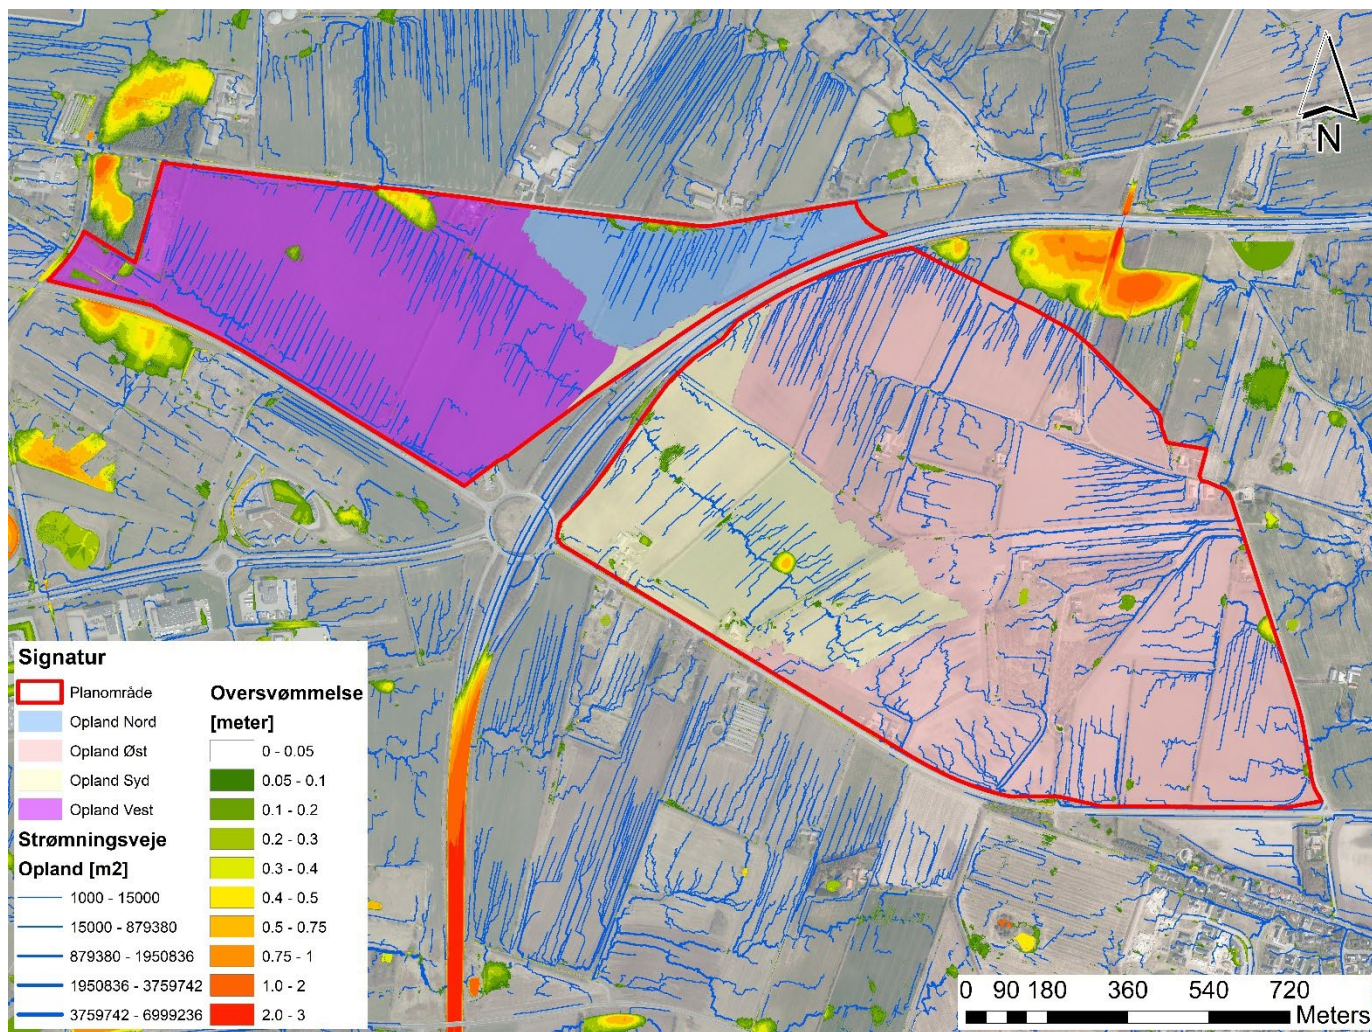 N
Signatur
Planområde
Opland Nord
Opland Øst
Opland Syd
Opland Vest
Strømningsveje
Opland [m2]
1000 - 15000
15000 - 879380
879380 - 1950836
1950836 - 3759742
3759742 - 6999236
Oversvømmelse
[meter]
0 - 0.05
0.05 - 0.1
0.1 - 0.2
0.2 - 0.3
0.3 - 0.4
0.4 - 0.5
0.5 - 0.75
0.75 - 1
1.0 - 2
2.0 - 3
0 90 180 360 540 720
Meters